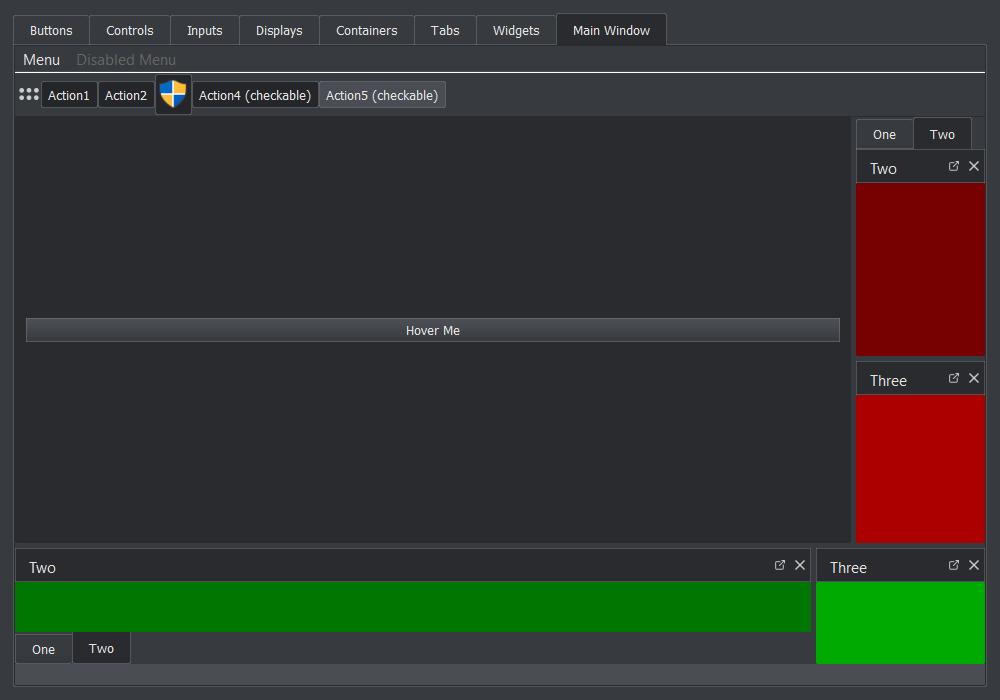 Buttons Controls Inputs Displays Containers Tabs Widgets Main Window
Menu Disabled Menu
Action1 Action2 Action4 (checkable) Action5 (checkable)
One Two
Two
Hover Me
Three
Two
Three
One Two